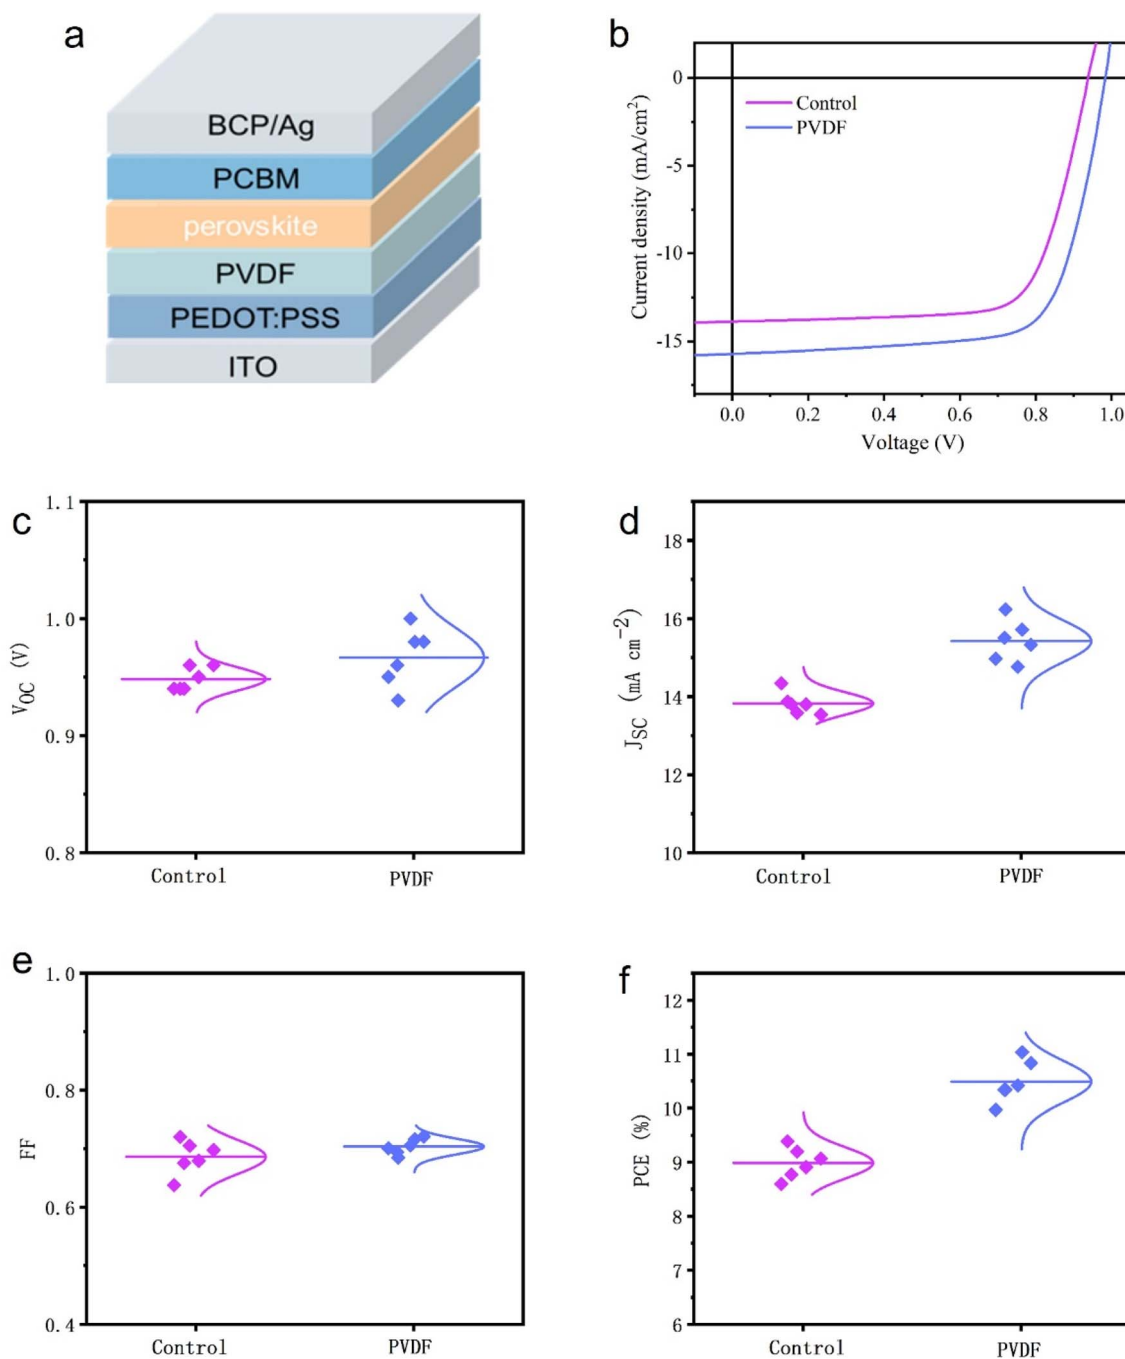 a
BCP/Ag
PCBM
perovskite
PVDF
PEDOT:PSS
ITO
b
Control
PVDF
0
-5
-10
-15
0.0 0.2 0.4 0.6 0.8 1.0
Voltage (V)
Current density (mA/cm²)
c
1.1
1.0
0.9
0.8
V_OC (V)
Control PVDF
d
18
16
14
12
10
J_SC (mA cm⁻²)
Control PVDF
e
1.0
0.8
0.6
0.4
FF
Control PVDF
f
12
11
10
9
8
7
6
PCE (%)
Control PVDF